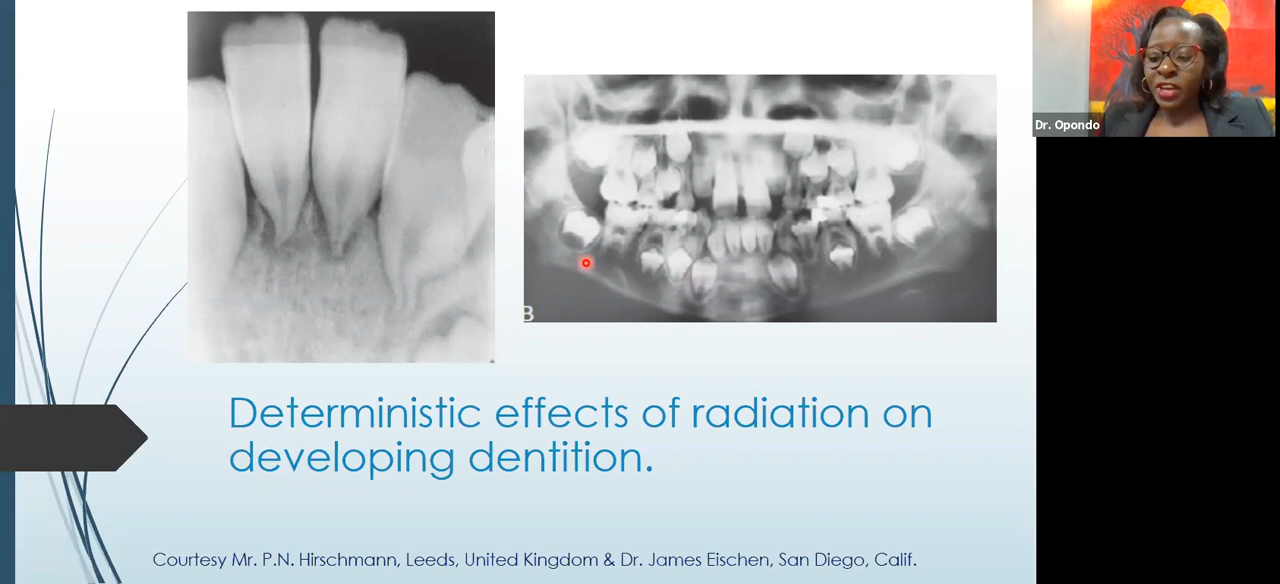 Dr. Opondo
B
Deterministic effects of radiation on
developing dentition.
Courtesy Mr. P.N. Hirschmann, Leeds, United Kingdom & Dr. James Eischen, San Diego, Calif.